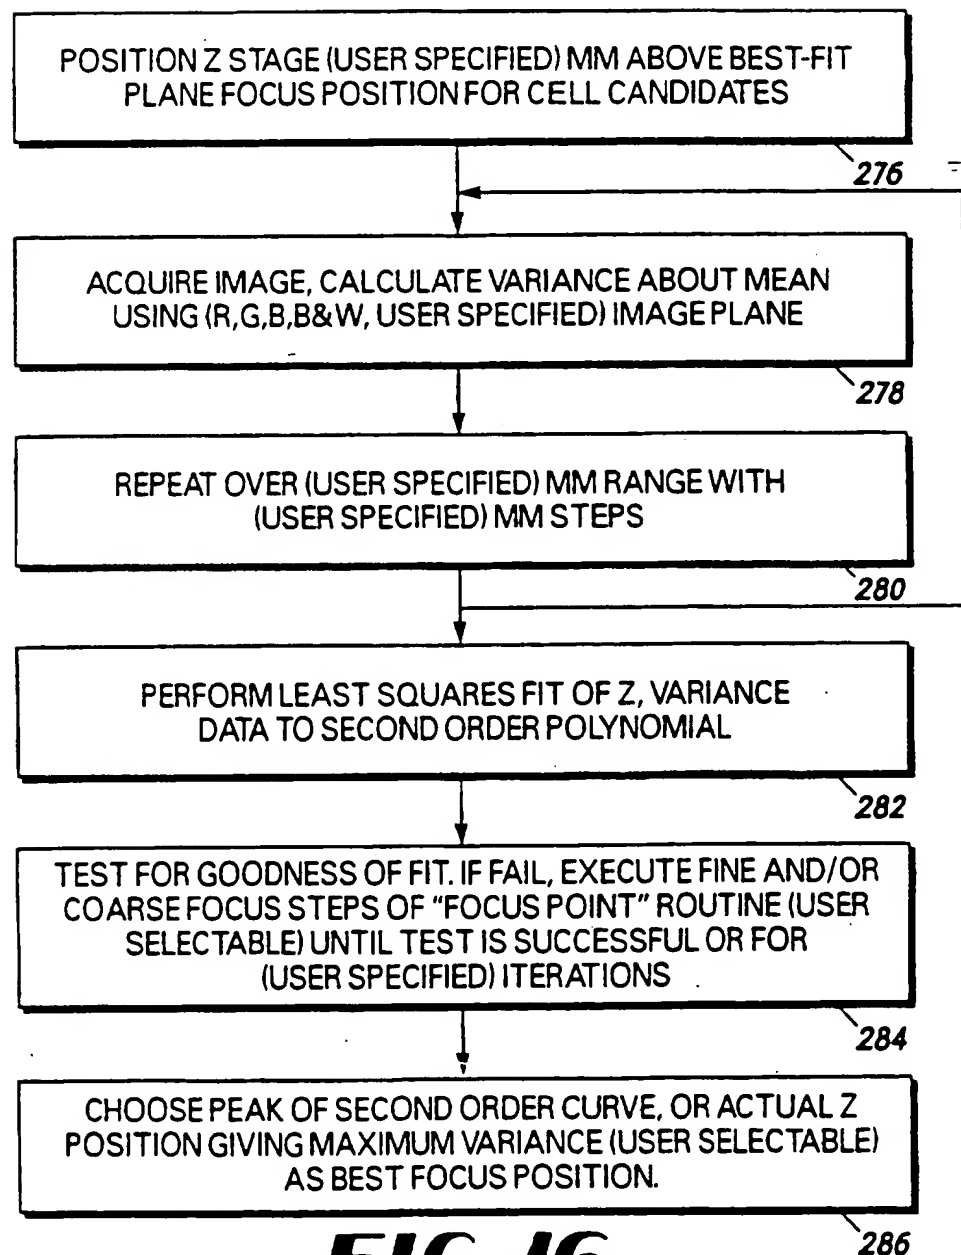 POSITION Z STAGE (USER SPECIFIED) MM ABOVE BEST-FIT
PLANE FOCUS POSITION FOR CELL CANDIDATES
276
ACQUIRE IMAGE, CALCULATE VARIANCE ABOUT MEAN
USING (R,G,B,B&W, USER SPECIFIED) IMAGE PLANE
278
REPEAT OVER (USER SPECIFIED) MM RANGE WITH
(USER SPECIFIED) MM STEPS
280
PERFORM LEAST SQUARES FIT OF Z, VARIANCE
DATA TO SECOND ORDER POLYNOMIAL
282
TEST FOR GOODNESS OF FIT. IF FAIL, EXECUTE FINE AND/OR
COARSE FOCUS STEPS OF "FOCUS POINT" ROUTINE (USER
SELECTABLE) UNTIL TEST IS SUCCESSFUL OR FOR
(USER SPECIFIED) ITERATIONS
284
CHOOSE PEAK OF SECOND ORDER CURVE, OR ACTUAL Z
POSITION GIVING MAXIMUM VARIANCE (USER SELECTABLE)
AS BEST FOCUS POSITION.
286
FIG. 16